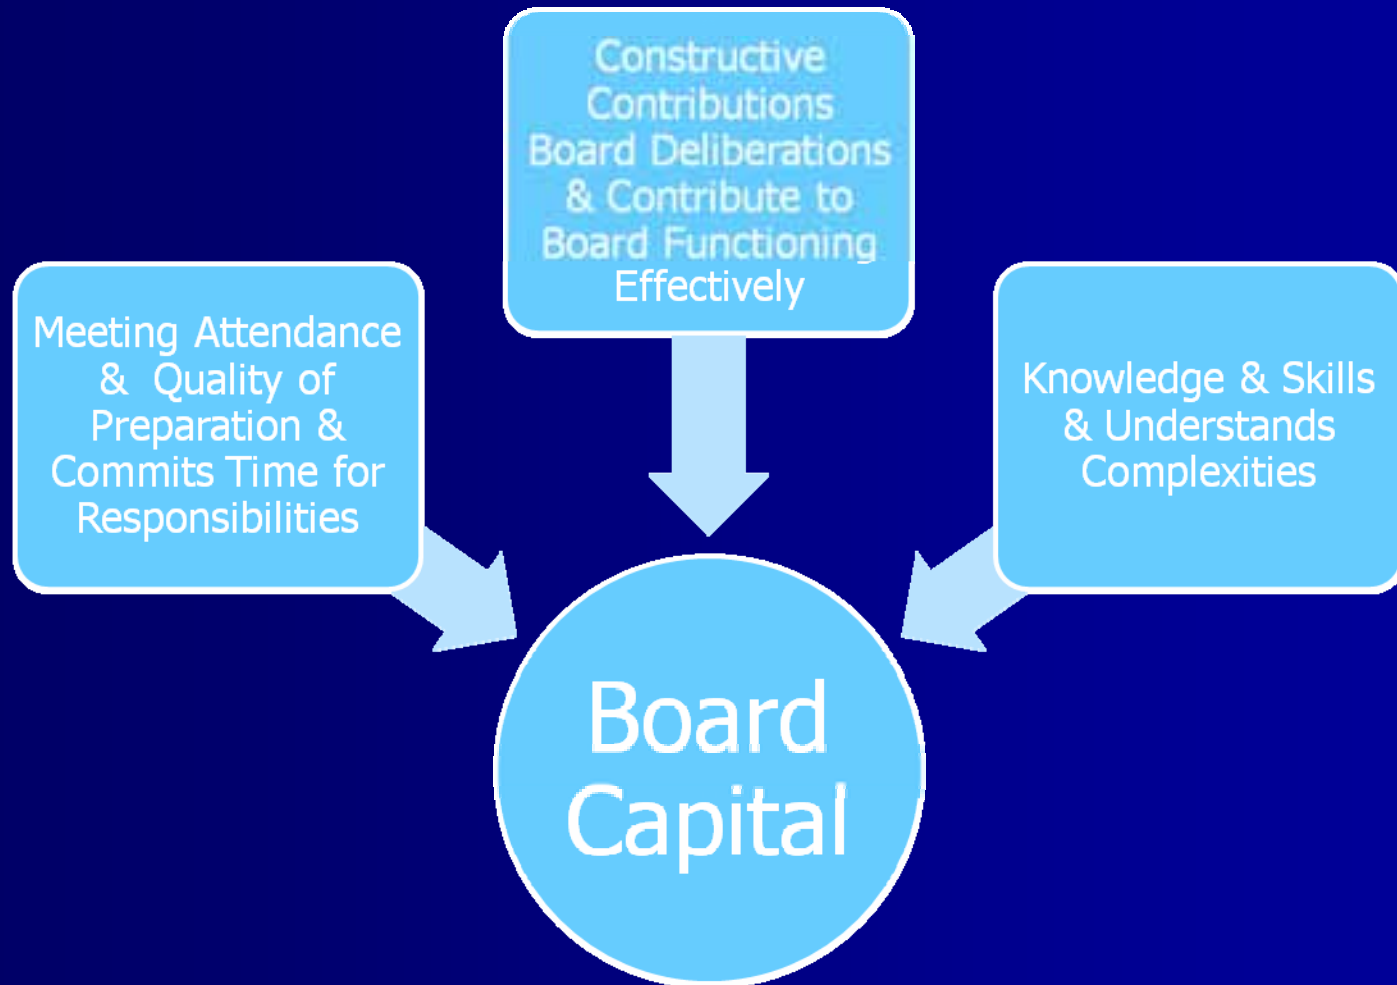 Constructive
Contributions
Board Deliberations
& Contribute to
Board Functioning
Effectively
Meeting Attendance
& Quality of
Preparation &
Commits Time for
Responsibilities
Knowledge & Skills
& Understands
Complexities
Board
Capital